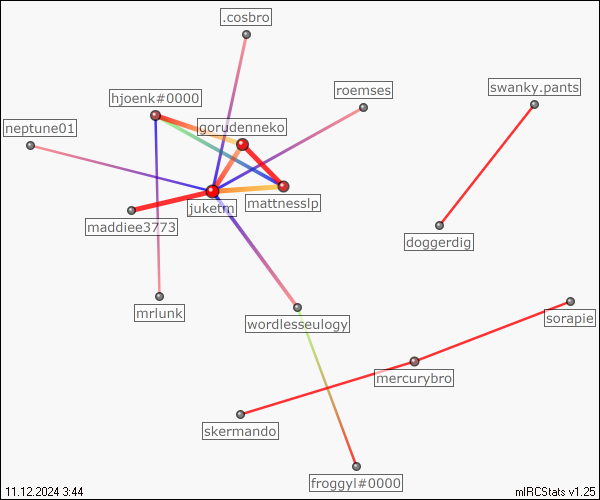 .cosbro
roemses
swanky.pants
hjoenk#0000
neptune01
gorudenneko
juketm
mattnesslp
maddiee3773
doggerdig
mrlunk
wordlesseulogy
sorapie
mercurybro
skermando
froggyl#0000
11.12.2024 3:44
mIRCStats v1.25